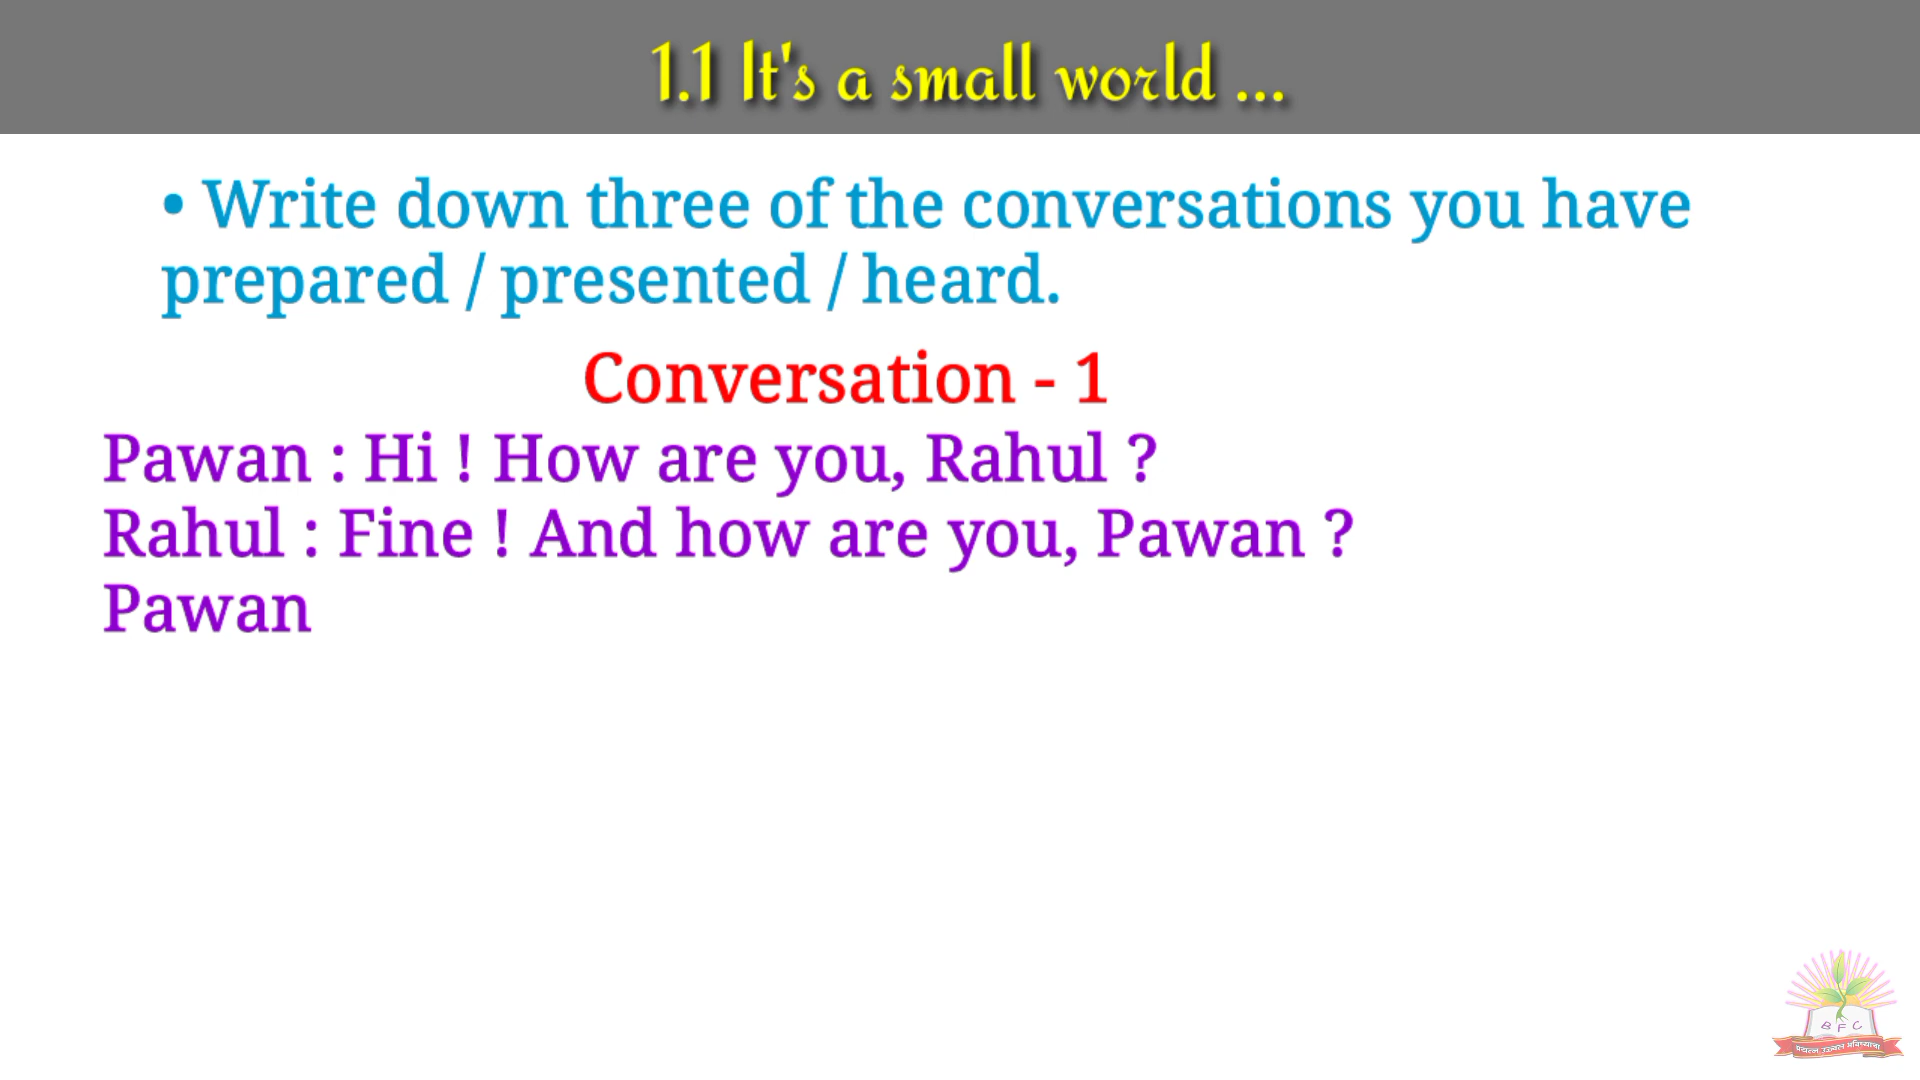 1.1 It's a small world ...
• Write down three of the conversations you have
prepared / presented / heard.
Conversation - 1
Pawan : Hi ! How are you, Rahul ?
Rahul : Fine ! And how are you, Pawan ?
Pawan
B F C